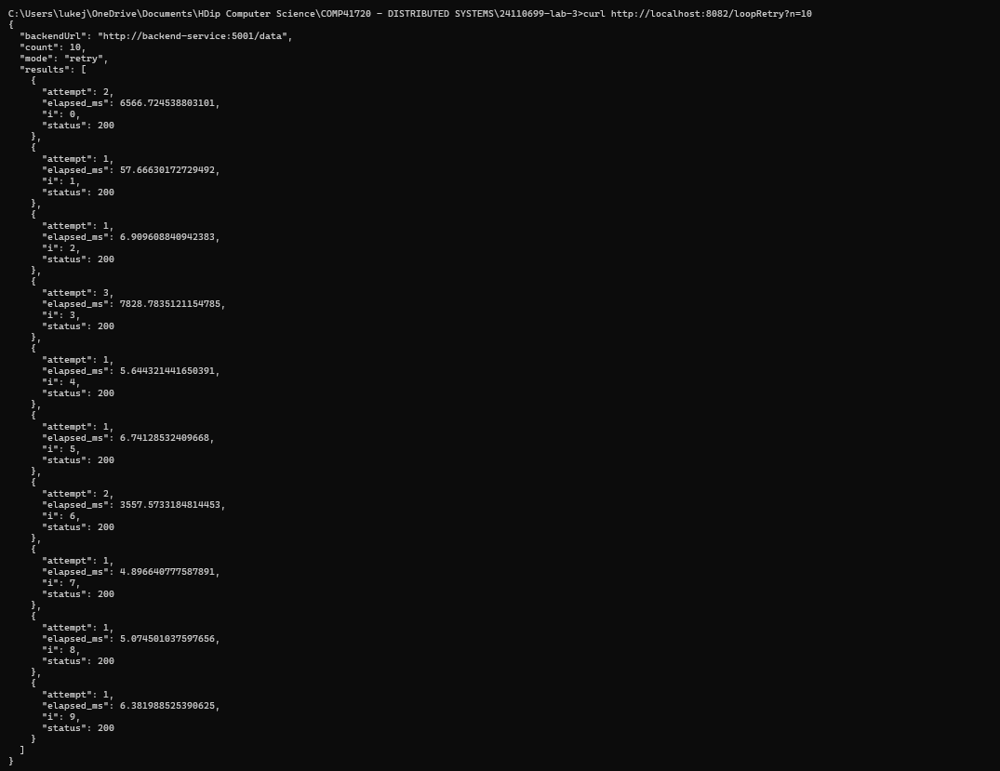 C:\Users\lukej\OneDrive\Documents\HDip Computer Science\COMP41720 - DISTRIBUTED SYSTEMS\24110699-lab-3>curl http://localhost:8082/loopRetry?n=10
{
  "backendUrl": "http://backend-service:5001/data",
  "count": 10,
  "mode": "retry",
  "results": [
    {
      "attempt": 2,
      "elapsed_ms": 6566.724538803101,
      "i": 0,
      "status": 200
    },
    {
      "attempt": 1,
      "elapsed_ms": 57.66630172729492,
      "i": 1,
      "status": 200
    },
    {
      "attempt": 1,
      "elapsed_ms": 6.909608840942383,
      "i": 2,
      "status": 200
    },
    {
      "attempt": 3,
      "elapsed_ms": 7828.7835121154785,
      "i": 3,
      "status": 200
    },
    {
      "attempt": 1,
      "elapsed_ms": 5.644321441650391,
      "i": 4,
      "status": 200
    },
    {
      "attempt": 1,
      "elapsed_ms": 6.74128532409668,
      "i": 5,
      "status": 200
    },
    {
      "attempt": 2,
      "elapsed_ms": 3557.5733184814453,
      "i": 6,
      "status": 200
    },
    {
      "attempt": 1,
      "elapsed_ms": 4.896640777587891,
      "i": 7,
      "status": 200
    },
    {
      "attempt": 1,
      "elapsed_ms": 5.074501037597656,
      "i": 8,
      "status": 200
    },
    {
      "attempt": 1,
      "elapsed_ms": 6.381988525390625,
      "i": 9,
      "status": 200
    }
  ]
}